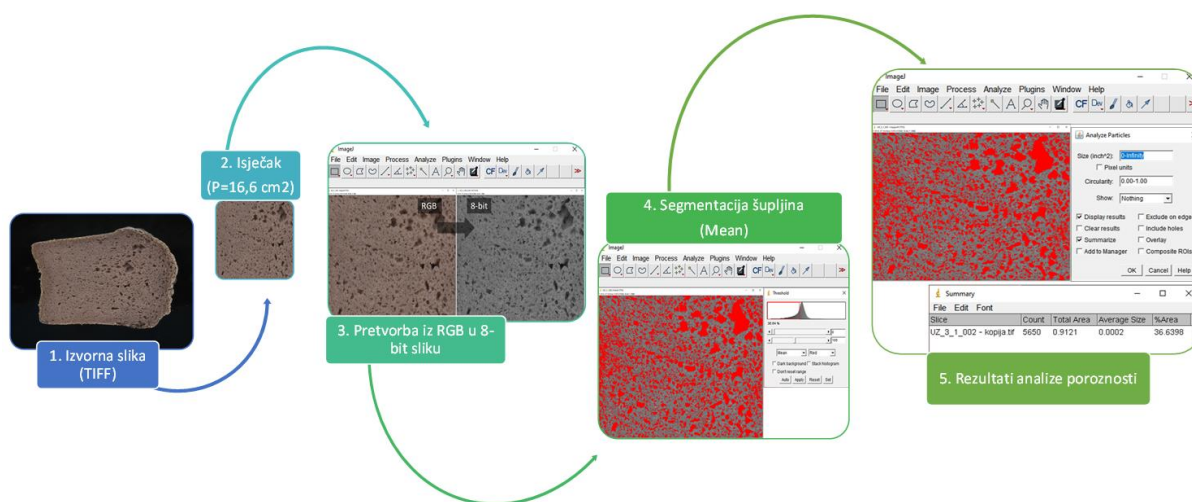 1. Izvorna slika
(TIFF)
2. Isječak
(P=16,6 cm2)
ImageJ
File Edit Image Process Analyze Plugins Window Help
CF Dev
RGB
8-bit
3. Pretvorba iz RGB u 8-
bit sliku
4. Segmentacija šupljina
(Mean)
ImageJ
File Edit Image Process Analyze Plugins Window Help
CF Dev
Threshold
Mean
Red
Dark background
Stack histogram
Don't reset range
Auto Apply Reset Set
ImageJ
File Edit Image Process Analyze Plugins Window Help
CF Dev
Analyze Particles
Size (inch^2): 0-Infinity
Pixel units
Circularity: 0.00-1.00
Show: Nothing
Display results Exclude on edges
Clear results Include holes
Summarize Overlay
Add to Manager Composite ROIs
OK Cancel Help
Summary
File Edit Font
Slice Count Total Area Average Size %Area
UZ_3_1_002 - kopija.tif 5650 0.9121 0.0002 36.6398
5. Rezultati analize poroznosti